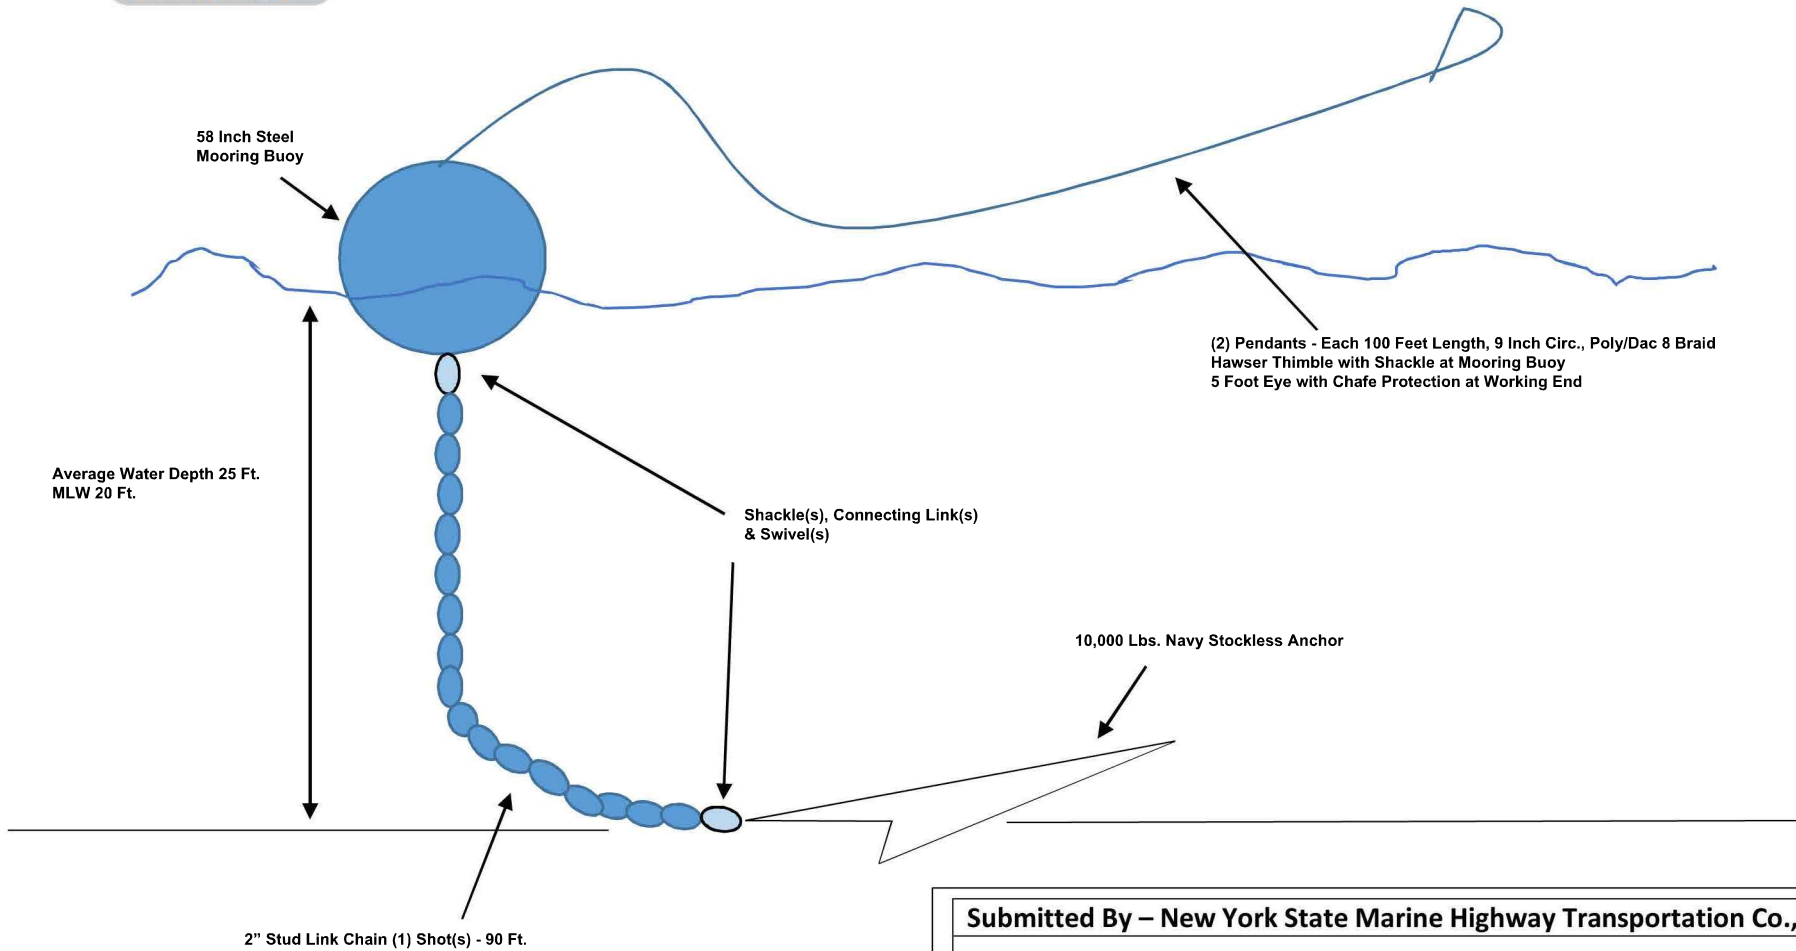 58 Inch Steel
Mooring Buoy
(2) Pendants - Each 100 Feet Length, 9 Inch Circ., Poly/Dac 8 Braid
Hawser Thimble with Shackle at Mooring Buoy
5 Foot Eye with Chafe Protection at Working End
Average Water Depth 25 Ft.
MLW 20 Ft.
Shackle(s), Connecting Link(s)
& Swivel(s)
10,000 Lbs. Navy Stockless Anchor
2” Stud Link Chain (1) Shot(s) - 90 Ft.
Submitted By – New York State Marine Highway Transportation Co.,